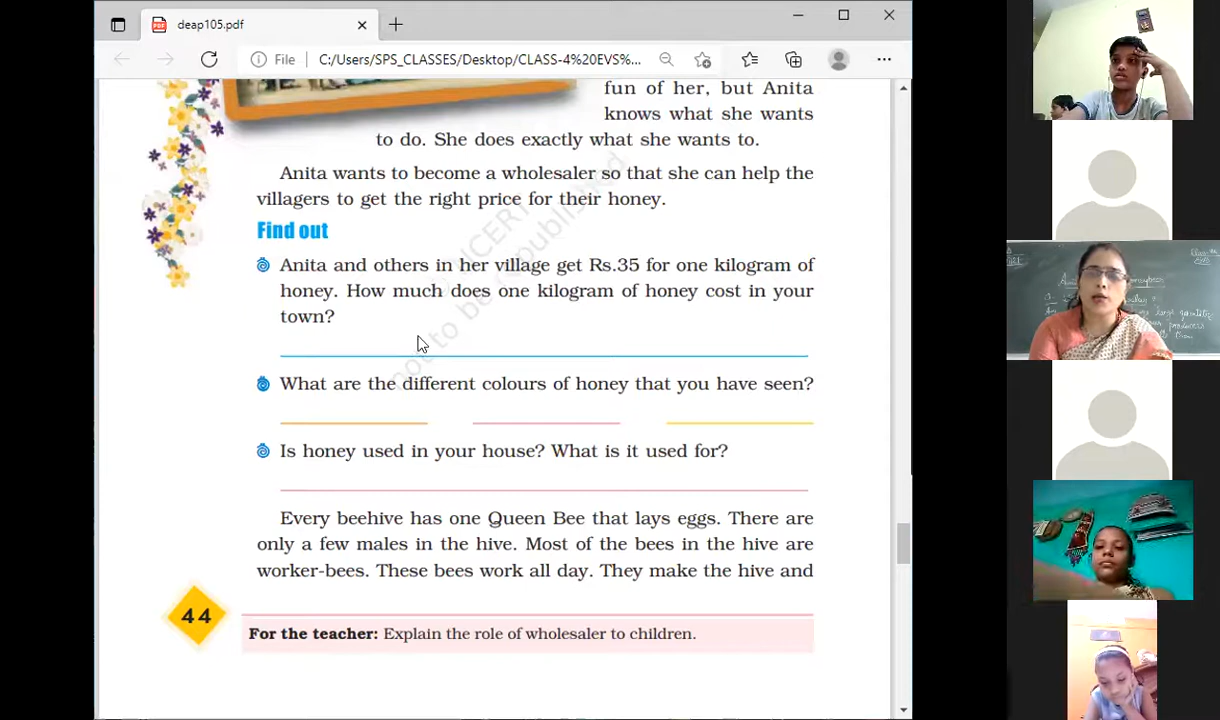 deap105.pdf
File
C:/Users/SPS_CLASSES/Desktop/CLASS-4%20EVS%...
fun of her, but Anita
knows what she wants
to do. She does exactly what she wants to.
Anita wants to become a wholesaler so that she can help the
villagers to get the right price for their honey.
Find out
Anita and others in her village get Rs.35 for one kilogram of
honey. How much does one kilogram of honey cost in your
town?
What are the different colours of honey that you have seen?
Is honey used in your house? What is it used for?
Every beehive has one Queen Bee that lays eggs. There are
only a few males in the hive. Most of the bees in the hive are
worker-bees. These bees work all day. They make the hive and
44
For the teacher: Explain the role of wholesaler to children.
not to be republished
NCERT